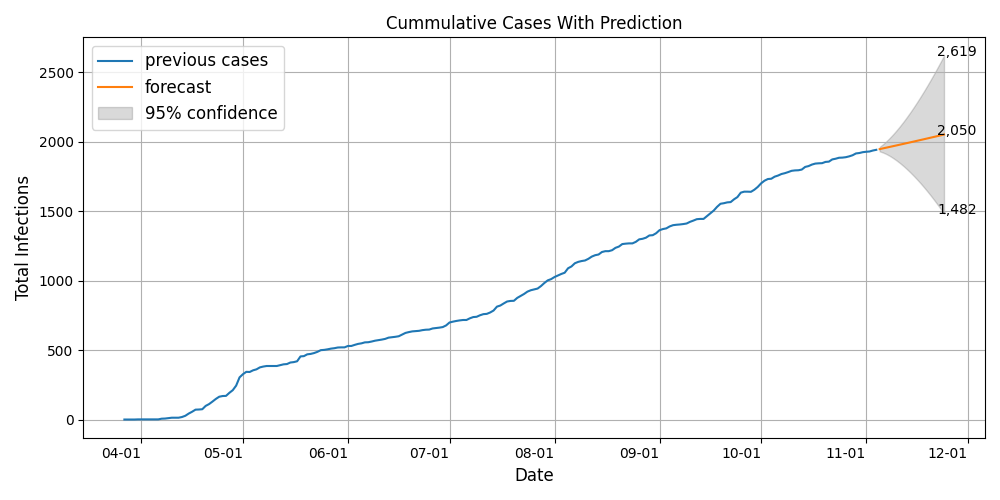 Cummulative Cases With Prediction
previous cases
forecast
95% confidence
2,619
2,050
1,482
2500
2000
1500
1000
500
0
Total Infections
04-01 05-01 06-01 07-01 08-01 09-01 10-01 11-01 12-01
Date